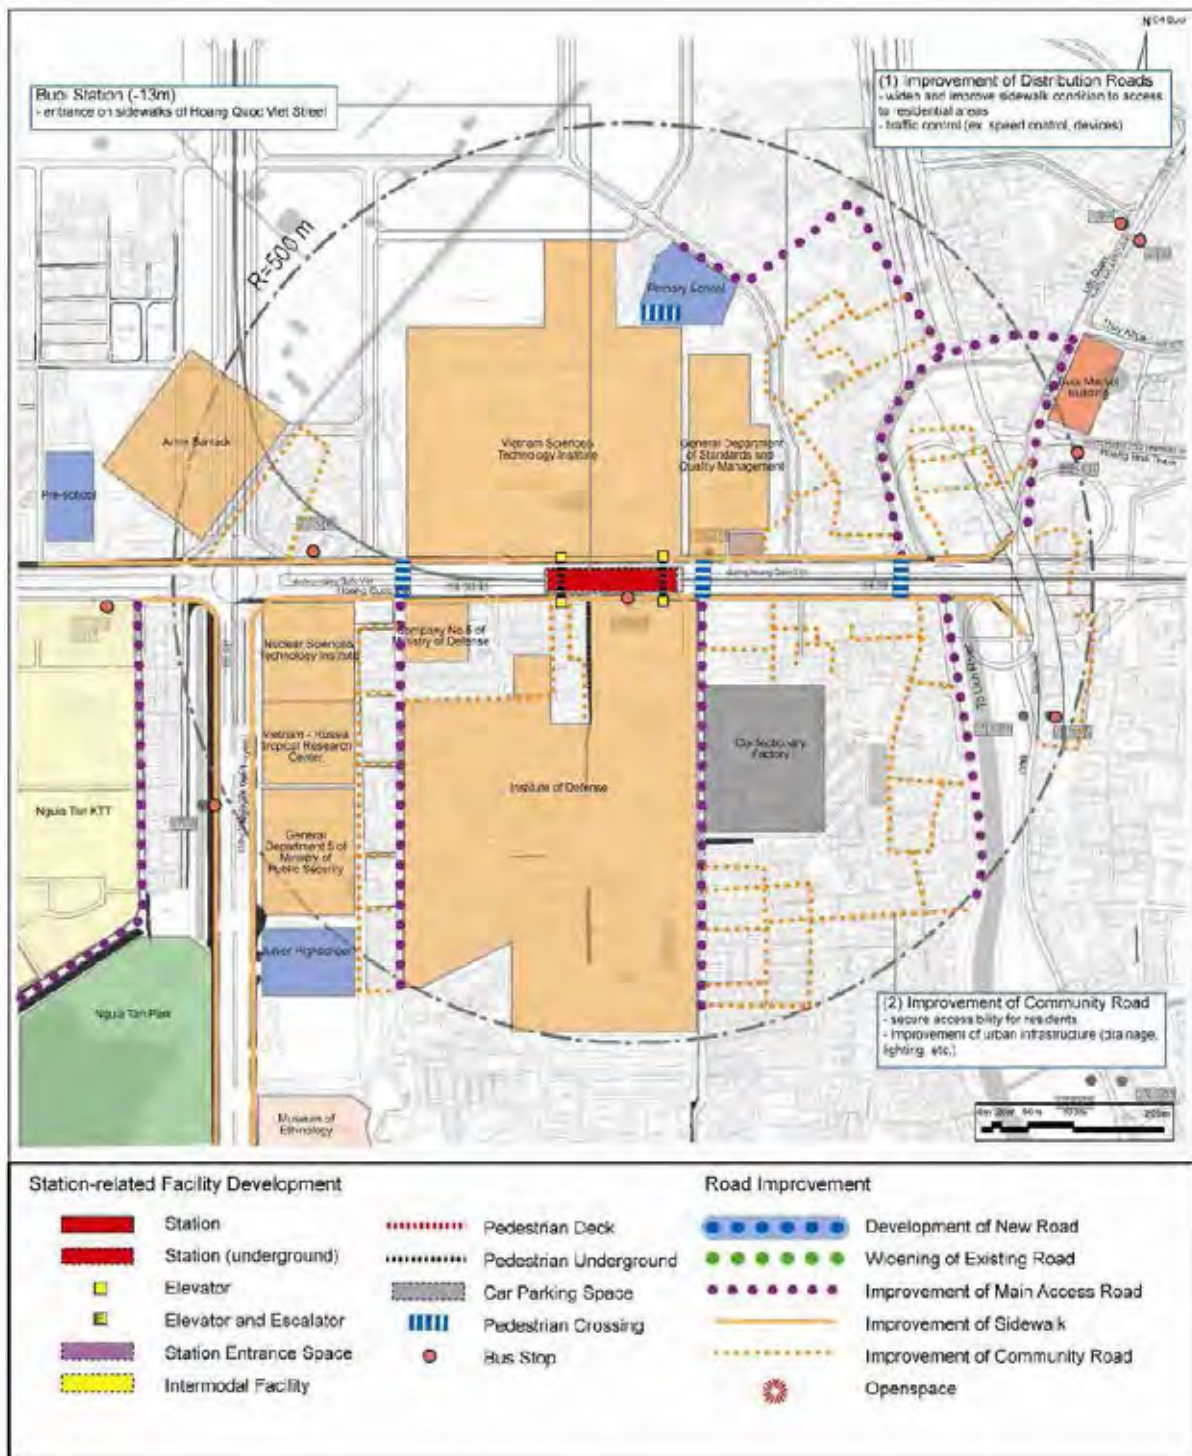 N
Buoi Station (-13m)
- entrance on sidewalks of Hoang Quoc Viet Street
(1) Improvement of Distribution Roads
- widen and improve sidewalk condition to access
to residential areas
- traffic control (ex. speed control, devices)
R=500 m
Primary School
Thuy Khue
Buoi Market
Building
Army Barrack
Vietnam Sciences
Technology Institute
General Department
of Standards and
Quality Management
Pre-school
Nuclear Sciences
Technology Institute
Company No.6 of
Ministry of Defense
To Lich River
Vietnam - Russia
Tropical Research
Center
Confectionary
Factory
Institute of Defense
Nguia Tan KTT
General
Department 5 of
Ministry of
Public Security
Junior Highschool
Nguia Tan Park
(2) Improvement of Community Road
- secure accessibility for residents
- improvement of urban infrastructure (drainage,
lighting, etc.)
Museum of
Ethnology
200m
Station-related Facility Development
Station
Station (underground)
Elevator
Elevator and Escalator
Station Entrance Space
Intermodal Facility
Pedestrian Deck
Pedestrian Underground
Car Parking Space
Pedestrian Crossing
Bus Stop
Road Improvement
Development of New Road
Widening of Existing Road
Improvement of Main Access Road
Improvement of Sidewalk
Improvement of Community Road
Openspace